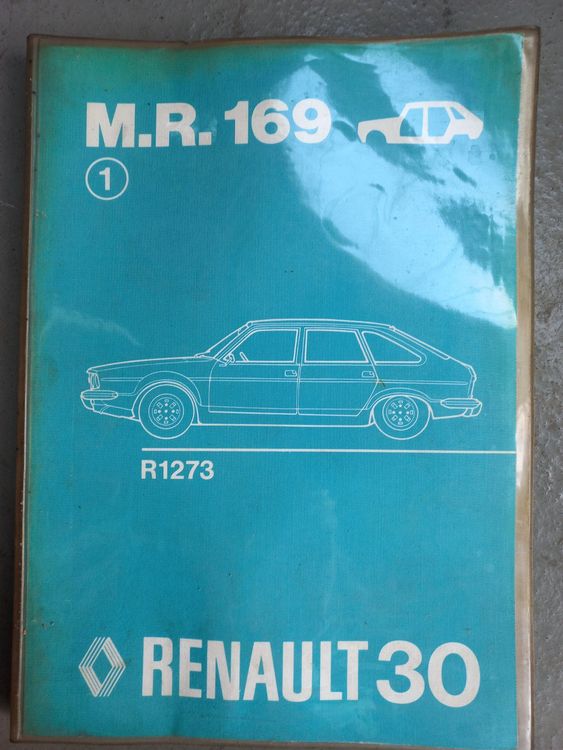 M.R. 169
1
R1273
RENAULT 30